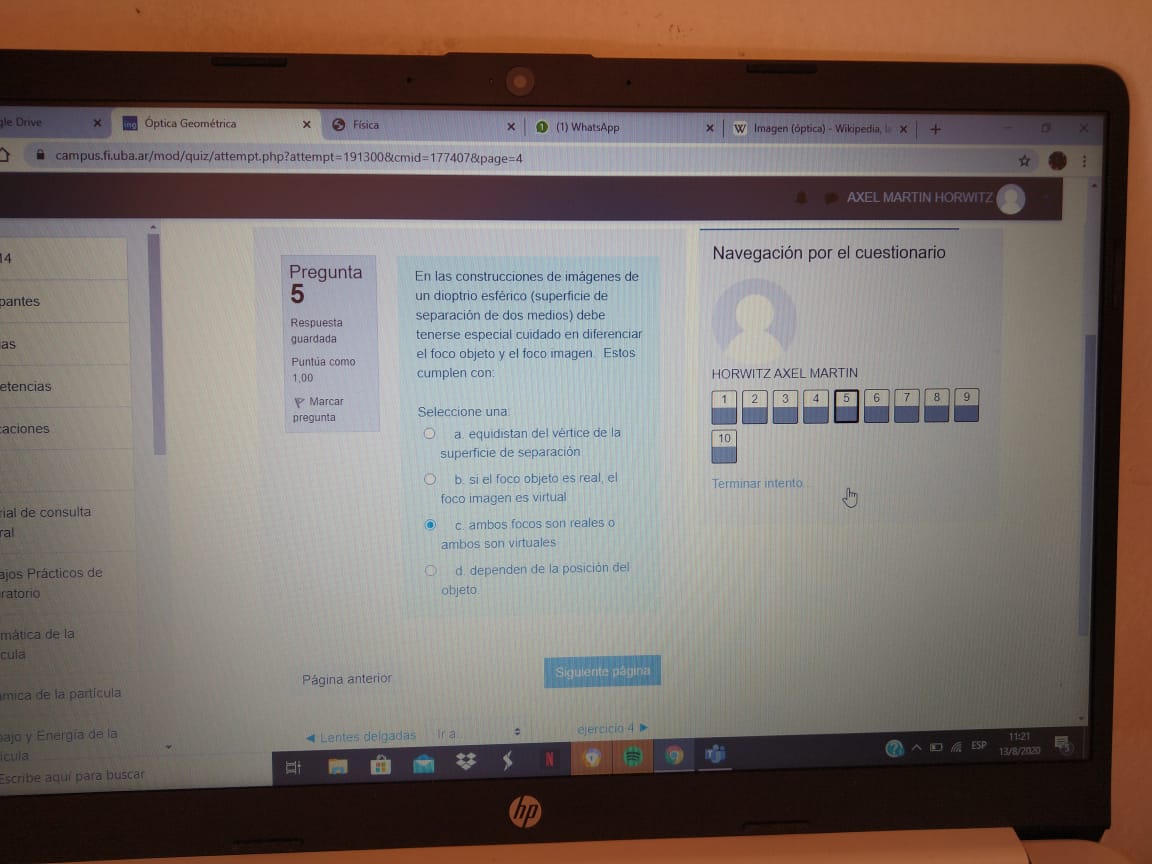 gle Drive
Óptica Geométrica
Física
1
(1) WhatsApp
W
Imagen (óptica) - Wikipedia, la
campus.fi.uba.ar/mod/quiz/attempt.php?attempt=191300&cmid=177407&page=4
AXEL MARTIN HORWITZ
14
pantes
as
etencias
caciones
rial de consulta
ral
ajos Prácticos de
ratorio
mática de la
cula
mica de la partícula
bajo y Energía de la
ícula
Pregunta
5
Respuesta
guardada
Puntúa como
1,00
Marcar
pregunta
En las construcciones de imágenes de
un dioptrio esférico (superficie de
separación de dos medios) debe
tenerse especial cuidado en diferenciar
el foco objeto y el foco imagen. Estos
cumplen con:
Seleccione una:
a. equidistan del vértice de la
superficie de separación
b. si el foco objeto es real, el
foco imagen es virtual
c. ambos focos son reales o
ambos son virtuales
d. dependen de la posición del
objeto.
Navegación por el cuestionario
HORWITZ AXEL MARTIN
1 2 3 4 5 6 7 8 9
10
Terminar intento...
Página anterior
Siguiente página
◄ Lentes delgadas
Ir a...
ejercicio 4 ►
Escribe aquí para buscar
N
ESP
11:21
13/8/2020
hp